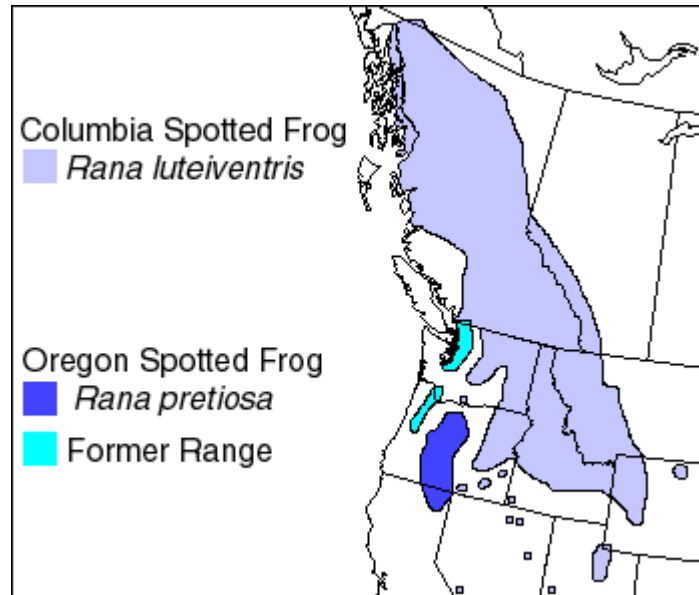 Columbia Spotted Frog
Rana luteiventris
Oregon Spotted Frog
Rana pretiosa
Former Range